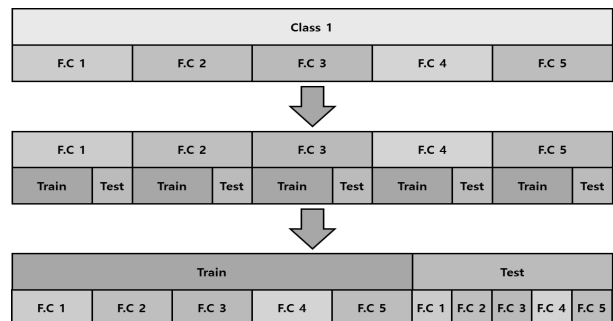 Class 1
F.C 1 F.C 2 F.C 3 F.C 4 F.C 5
F.C 1 F.C 2 F.C 3 F.C 4 F.C 5
Train Test Train Test Train Test Train Test Train Test
Train Test
F.C 1 F.C 2 F.C 3 F.C 4 F.C 5 F.C 1 F.C 2 F.C 3 F.C 4 F.C 5